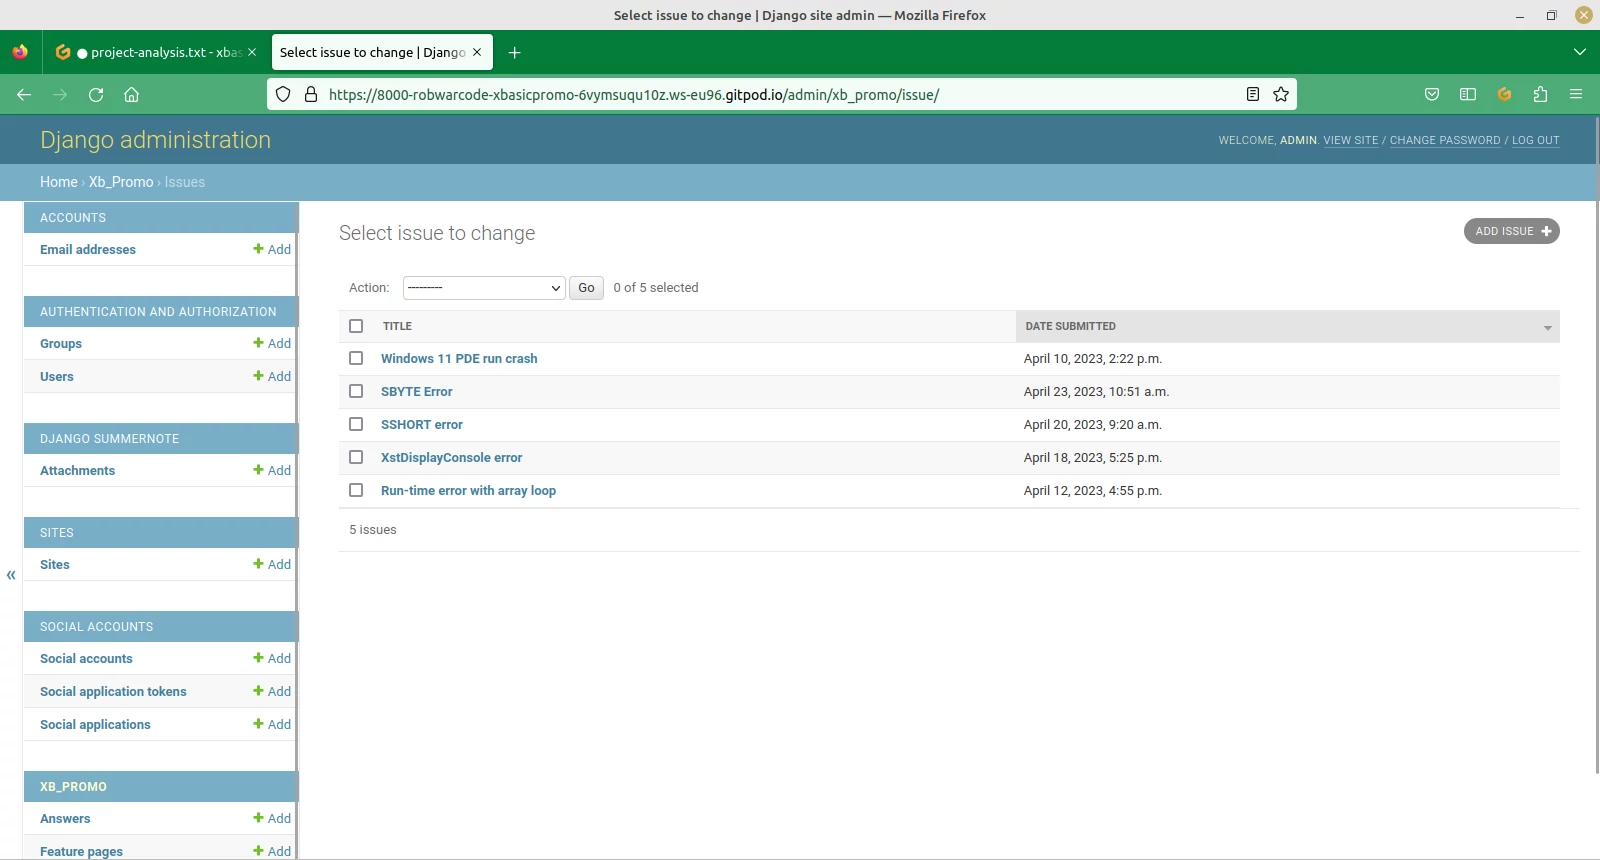 Select issue to change | Django site admin — Mozilla Firefox
project-analysis.txt - xbas
Select issue to change | Django
https://8000-robwarcode-xbasicpromo-6vymsuqu10z.ws-eu96.gitpod.io/admin/xb_promo/issue/
Django administration
WELCOME, ADMIN. VIEW SITE / CHANGE PASSWORD / LOG OUT
Home › Xb_Promo › Issues
ACCOUNTS
Email addresses + Add
AUTHENTICATION AND AUTHORIZATION
Groups + Add
Users + Add
DJANGO SUMMERNOTE
Attachments + Add
SITES
Sites + Add
«
SOCIAL ACCOUNTS
Social accounts + Add
Social application tokens + Add
Social applications + Add
XB_PROMO
Answers + Add
Feature pages + Add
Select issue to change
ADD ISSUE +
Action: --------- Go 0 of 5 selected
TITLE DATE SUBMITTED
Windows 11 PDE run crash April 10, 2023, 2:22 p.m.
SBYTE Error April 23, 2023, 10:51 a.m.
SSHORT error April 20, 2023, 9:20 a.m.
XstDisplayConsole error April 18, 2023, 5:25 p.m.
Run-time error with array loop April 12, 2023, 4:55 p.m.
5 issues